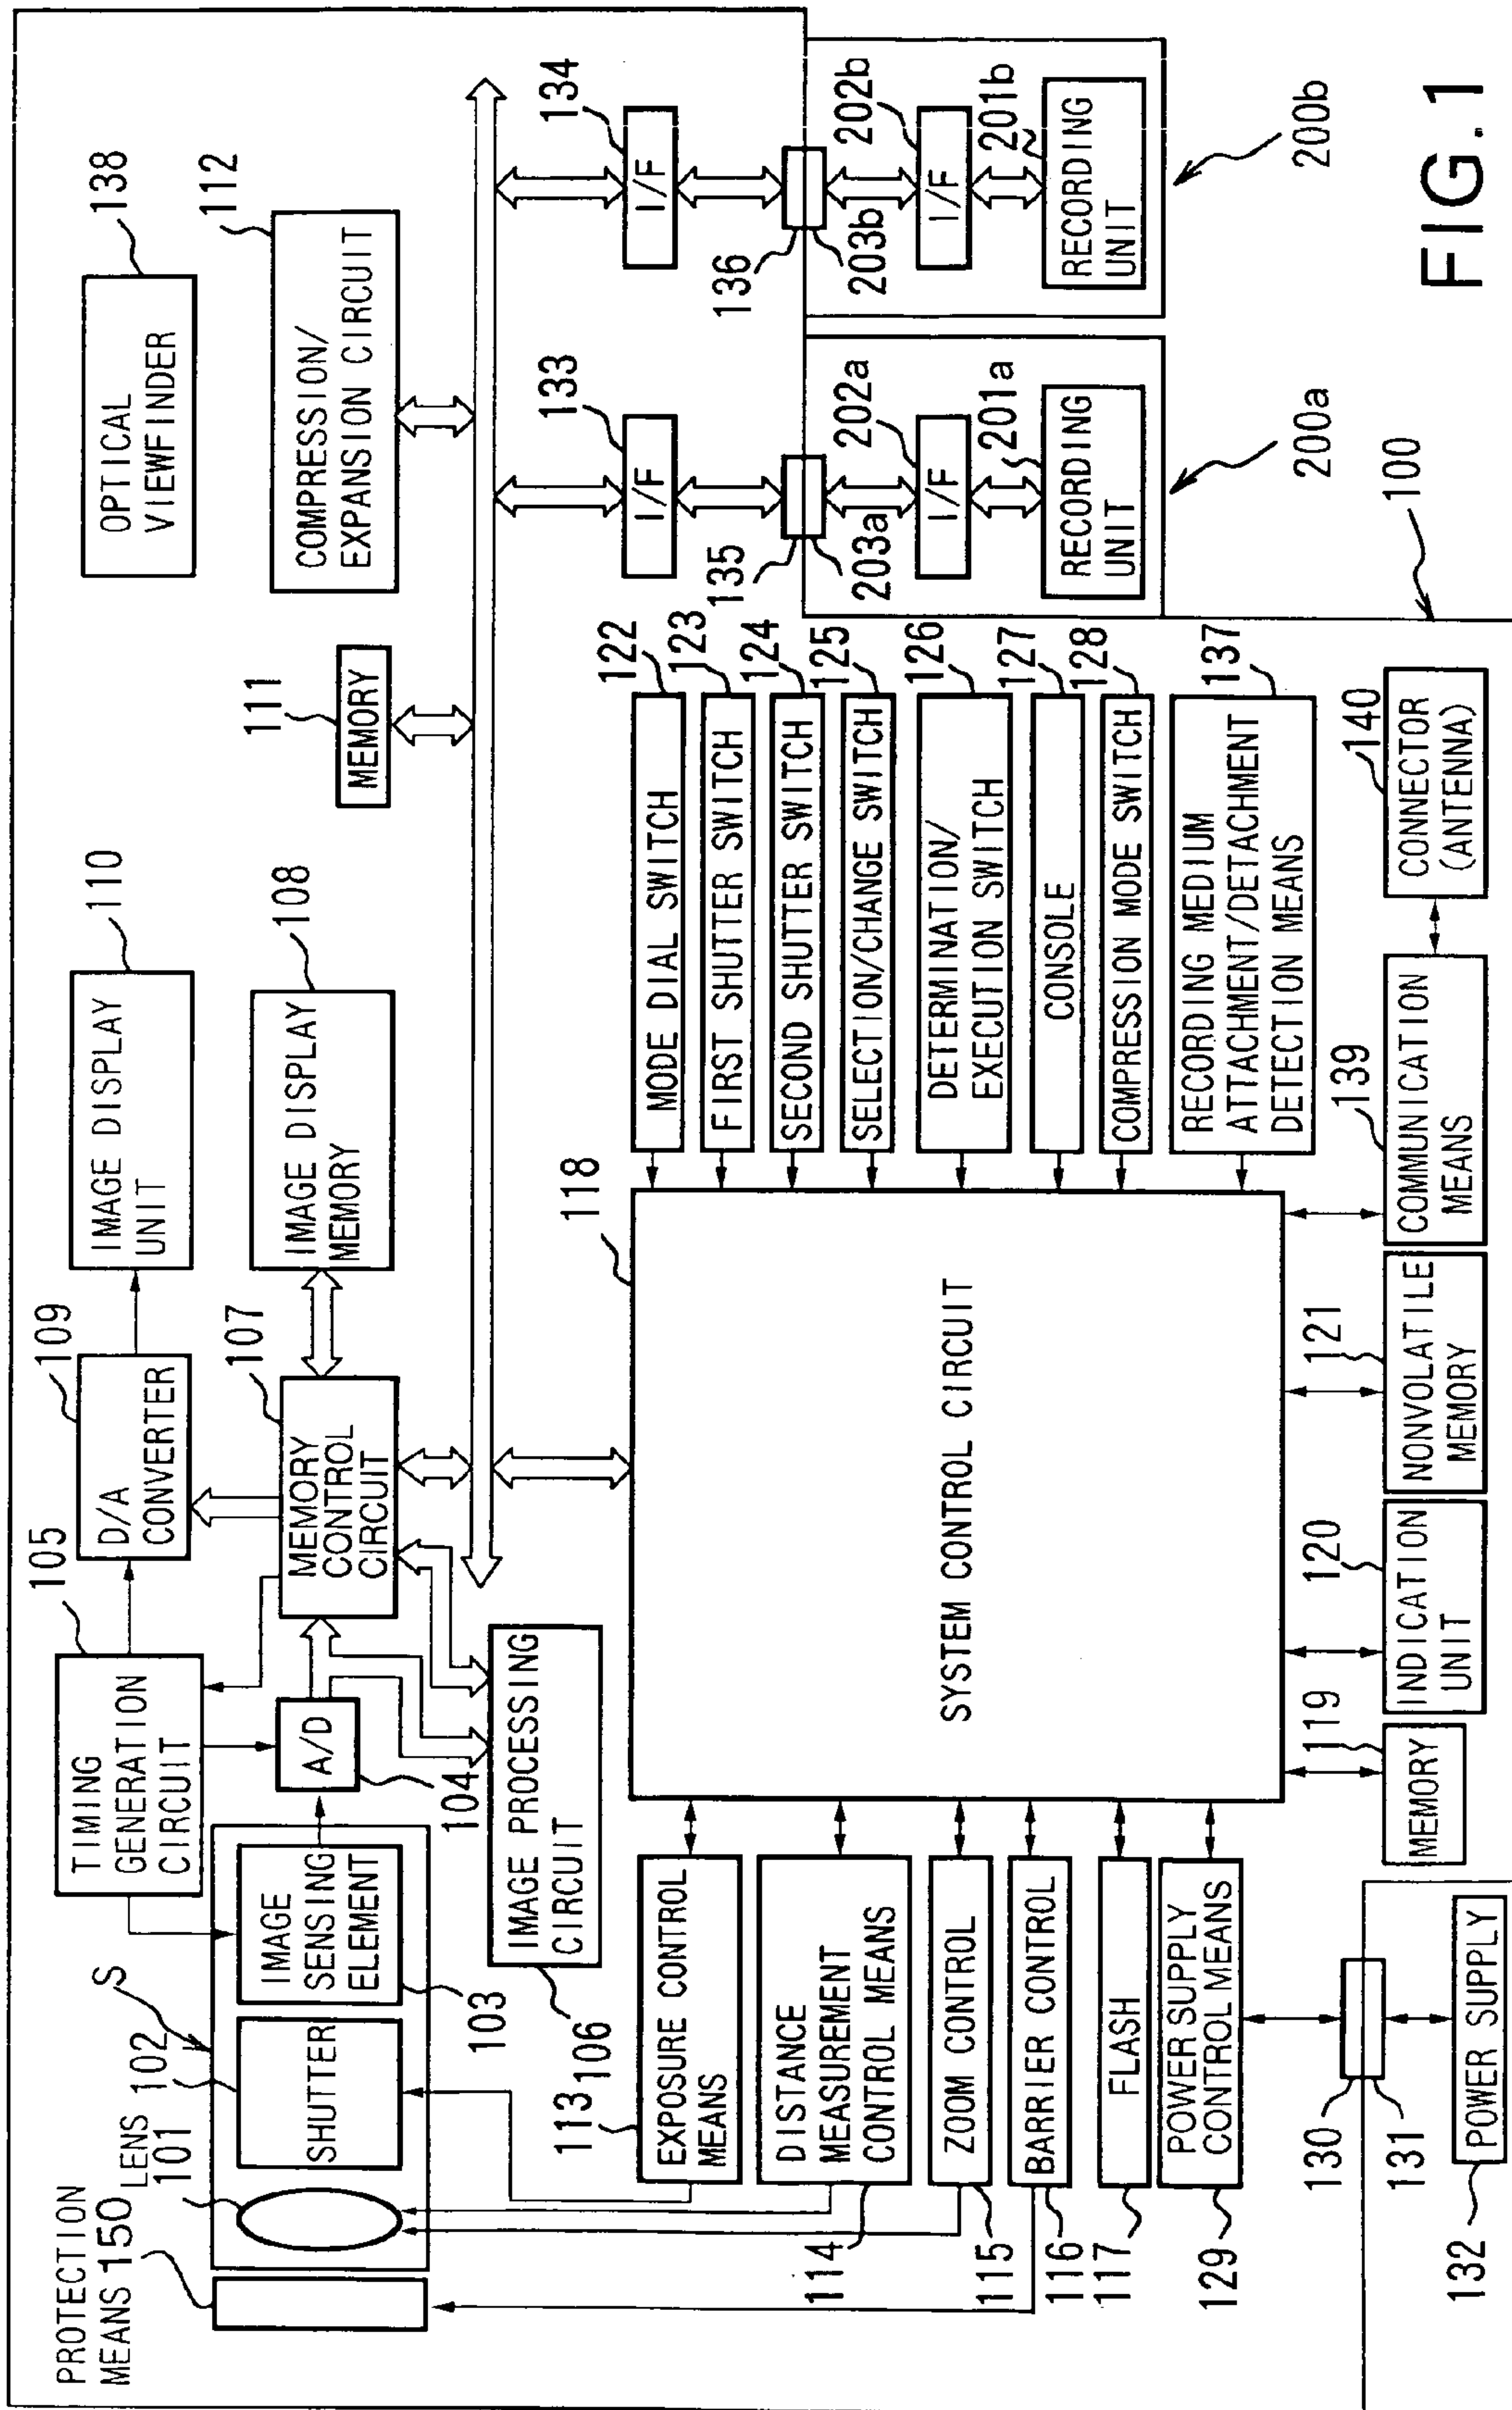 PROTECTION
MEANS 150
LENS
101
102
S
SHUTTER
IMAGE
SENSING
ELEMENT
103
TIMING
GENERATION
CIRCUIT
105
A/D
104
D/A
CONVERTER
109
IMAGE DISPLAY
UNIT
110
MEMORY
CONTROL
CIRCUIT
107
IMAGE DISPLAY
MEMORY
108
IMAGE PROCESSING
CIRCUIT
106
MEMORY
111
OPTICAL
VIEWFINDER
138
COMPRESSION/
EXPANSION CIRCUIT
112
I/F
133
I/F
134
135
203a
136
203b
I/F
202a
I/F
202b
RECORDING
UNIT
201a
RECORDING
UNIT
201b
200a
200b
EXPOSURE CONTROL
MEANS
113
DISTANCE
MEASUREMENT
CONTROL MEANS
114
ZOOM CONTROL
115
BARRIER CONTROL
116
FLASH
117
POWER SUPPLY
CONTROL MEANS
129
SYSTEM CONTROL CIRCUIT
118
MODE DIAL SWITCH
122
FIRST SHUTTER SWITCH
123
SECOND SHUTTER SWITCH
124
SELECTION/CHANGE SWITCH
125
DETERMINATION/
EXECUTION SWITCH
126
CONSOLE
127
COMPRESSION MODE SWITCH
128
RECORDING MEDIUM
ATTACHMENT/DETACHMENT
DETECTION MEANS
137
130
131
POWER SUPPLY
132
MEMORY
119
INDICATION
UNIT
120
NONVOLATILE
MEMORY
121
COMMUNICATION
MEANS
139
CONNECTOR
(ANTENNA)
140
100
FIG.1